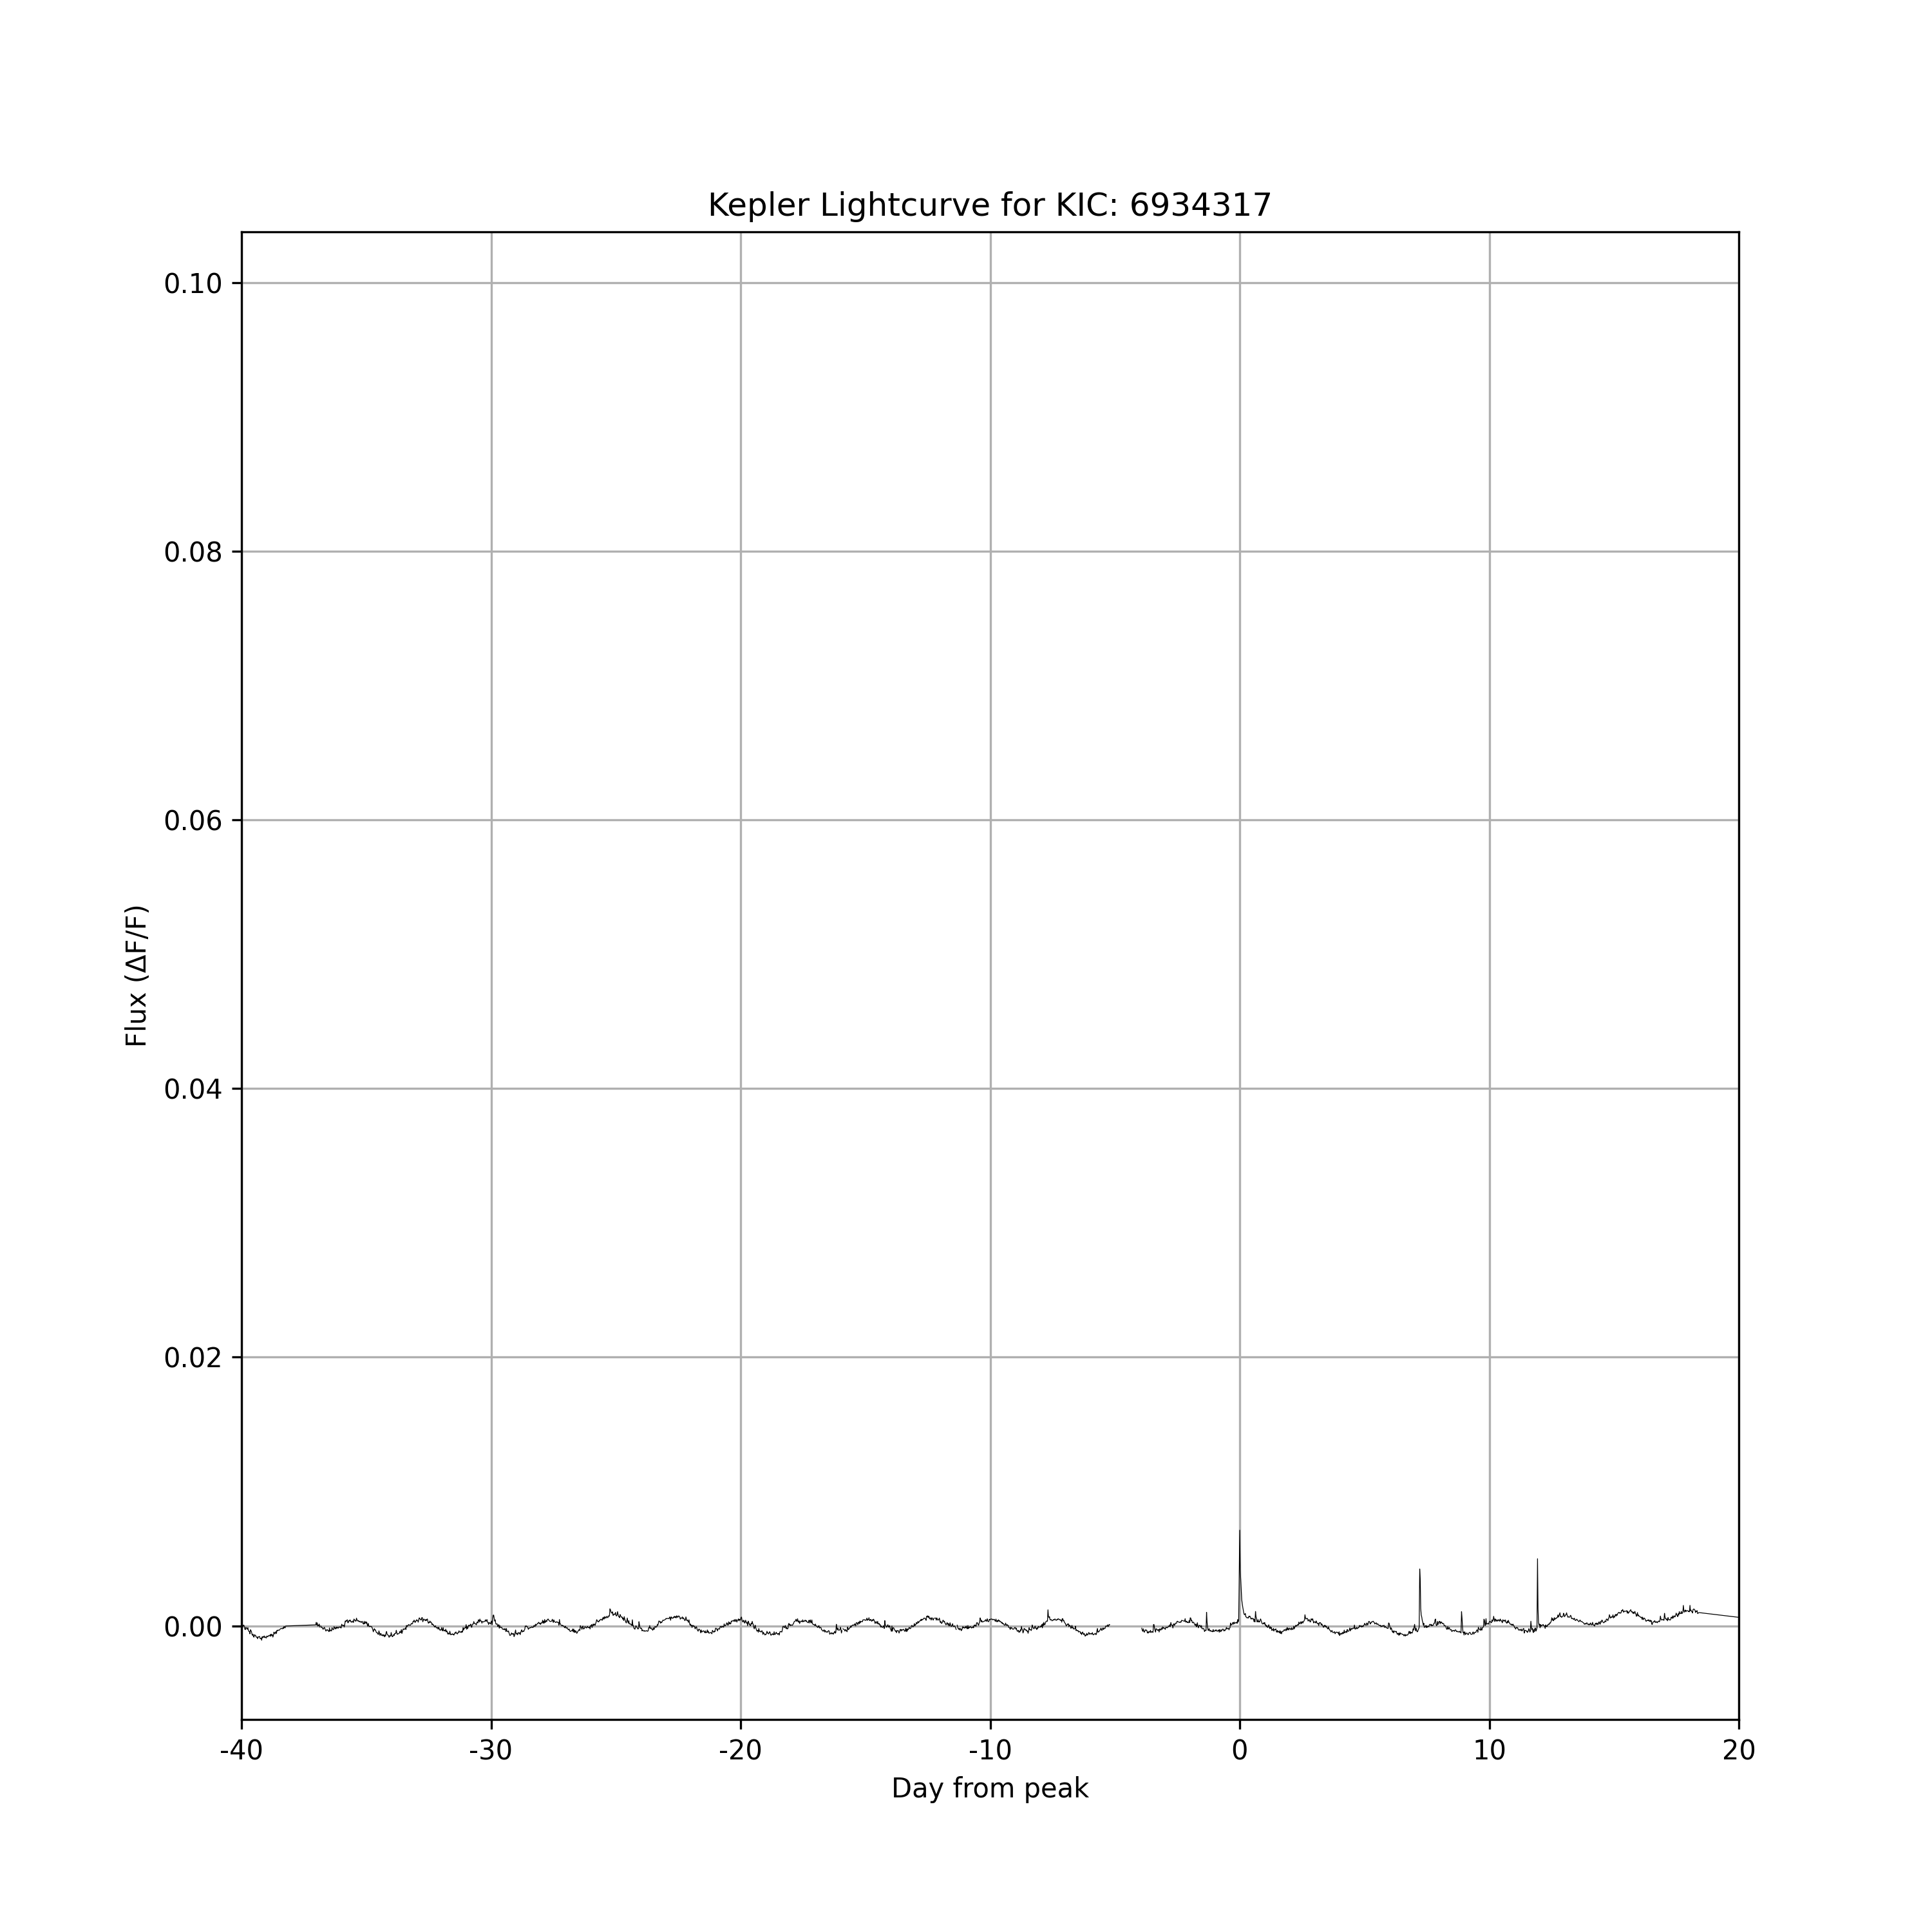 Kepler Lightcurve for KIC: 6934317
0.10
0.08
0.06
0.04
0.02
0.00
Flux (ΔF/F)
-40 -30 -20 -10 0 10 20
Day from peak